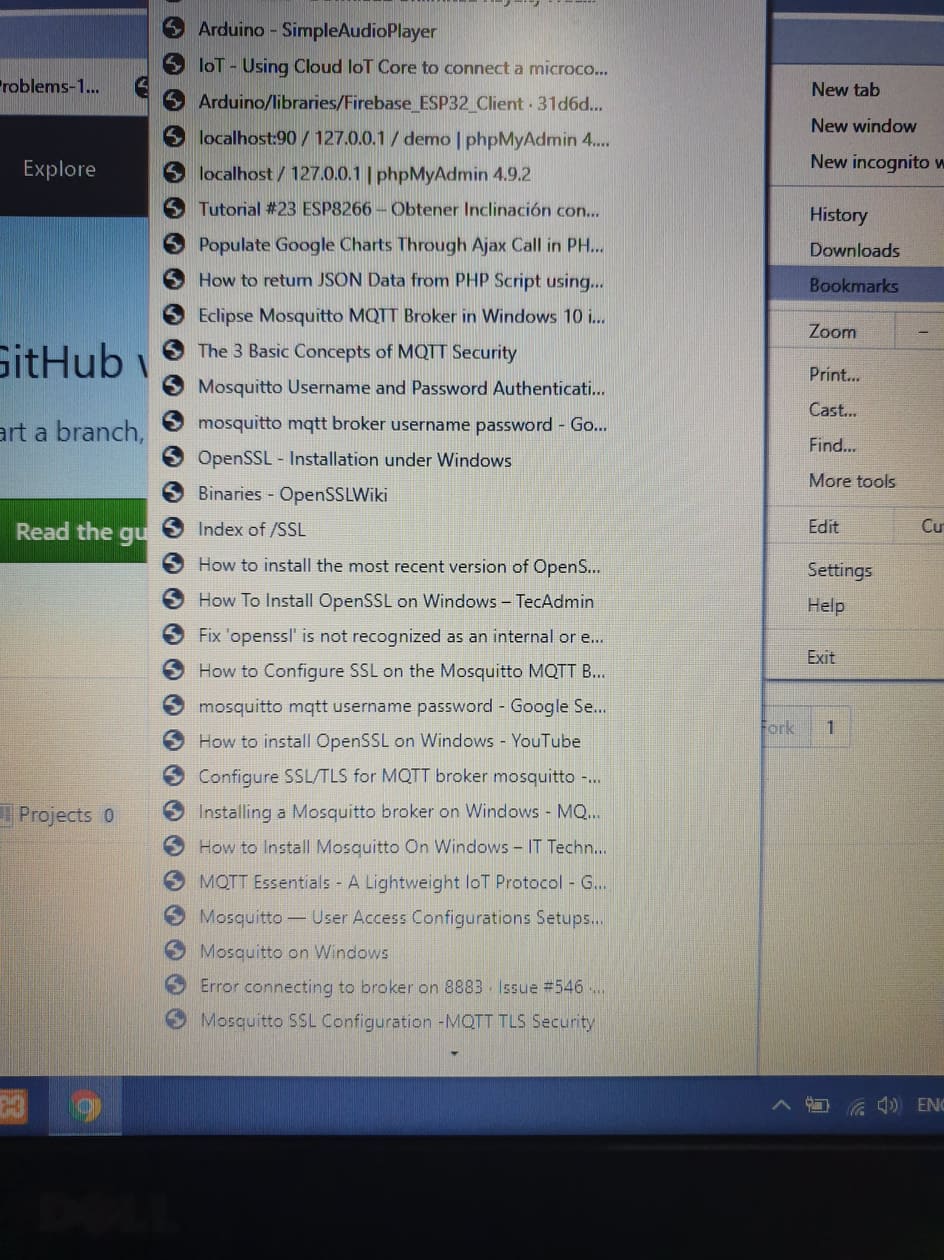 Arduino - SimpleAudioPlayer
IoT - Using Cloud IoT Core to connect a microco...
Arduino/libraries/Firebase_ESP32_Client · 31d6d...
localhost:90 / 127.0.0.1 / demo | phpMyAdmin 4....
localhost / 127.0.0.1 | phpMyAdmin 4.9.2
Tutorial #23 ESP8266 – Obtener Inclinación con...
Populate Google Charts Through Ajax Call in PH...
How to return JSON Data from PHP Script using...
Eclipse Mosquitto MQTT Broker in Windows 10 i...
The 3 Basic Concepts of MQTT Security
Mosquitto Username and Password Authenticati...
mosquitto mqtt broker username password - Go...
OpenSSL - Installation under Windows
Binaries - OpenSSLWiki
Index of /SSL
How to install the most recent version of OpenS...
How To Install OpenSSL on Windows – TecAdmin
Fix 'openssl' is not recognized as an internal or e...
How to Configure SSL on the Mosquitto MQTT B...
mosquitto mqtt username password - Google Se...
How to install OpenSSL on Windows - YouTube
Configure SSL/TLS for MQTT broker mosquitto -...
Installing a Mosquitto broker on Windows - MQ...
How to Install Mosquitto On Windows – IT Techn...
MQTT Essentials - A Lightweight IoT Protocol - G...
Mosquitto — User Access Configurations Setups...
Mosquitto on Windows
Error connecting to broker on 8883 · Issue #546 ·...
Mosquitto SSL Configuration -MQTT TLS Security
roblems-1...
Explore
GitHub
art a branch,
Read the gu
Projects 0
New tab
New window
New incognito w
History
Downloads
Bookmarks
Zoom −
Print...
Cast...
Find...
More tools
Edit Cu
Settings
Help
Exit
Fork 1
ENG
DELL